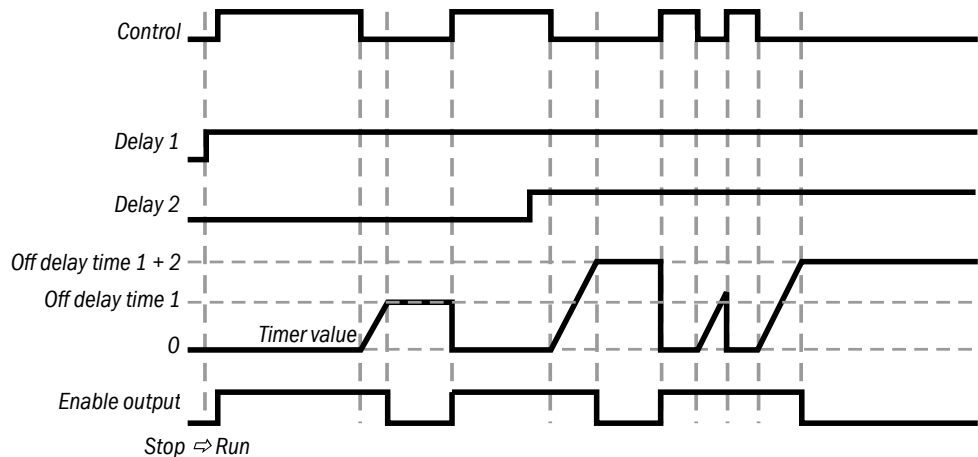 Control
Delay 1
Delay 2
Off delay time 1 + 2
Off delay time 1
Timer value
0
Enable output
Stop ⇨ Run